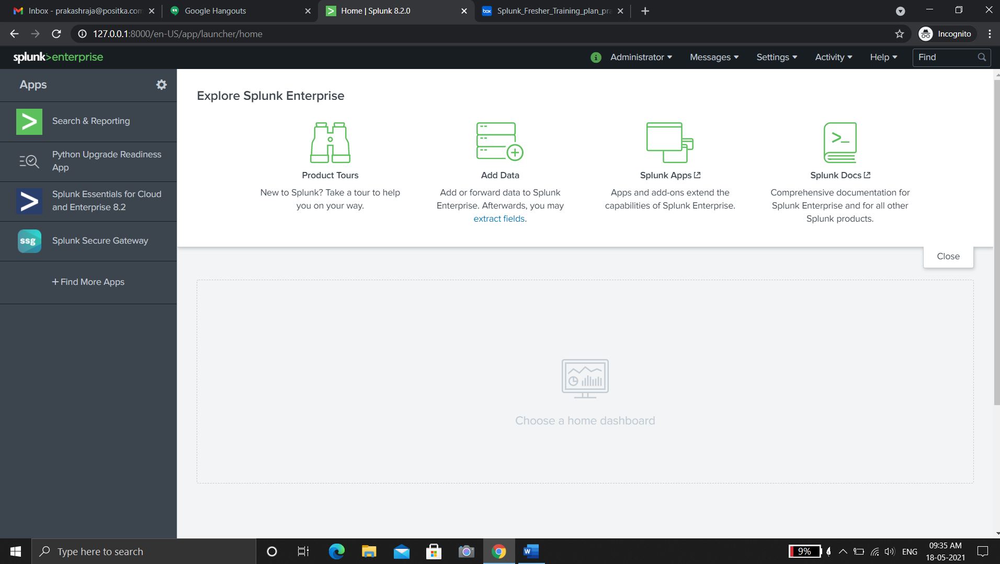 Inbox - prakashraja@positka.com
Google Hangouts
Home | Splunk 8.2.0
box
Splunk_Fresher_Training_plan_pra
127.0.0.1:8000/en-US/app/launcher/home
Incognito
splunk>enterprise
i
Administrator
Messages
Settings
Activity
Help
Find
Apps
Search & Reporting
Python Upgrade Readiness
App
Splunk Essentials for Cloud
and Enterprise 8.2
ssg
Splunk Secure Gateway
+ Find More Apps
Explore Splunk Enterprise
Product Tours
New to Splunk? Take a tour to help
you on your way.
Add Data
Add or forward data to Splunk
Enterprise. Afterwards, you may
extract fields.
Splunk Apps
Apps and add-ons extend the
capabilities of Splunk Enterprise.
Splunk Docs
Comprehensive documentation for
Splunk Enterprise and for all other
Splunk products.
Close
Choose a home dashboard
Type here to search
W
9%
ENG
09:35 AM
18-05-2021